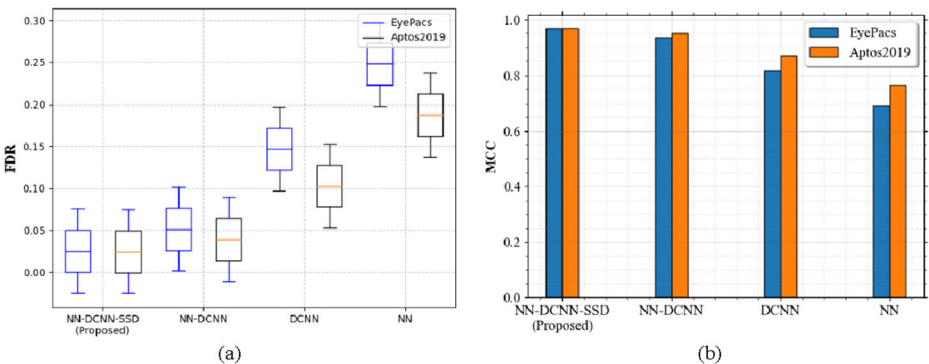 0.30
0.25
0.20
0.15
0.10
0.05
0.00
FDR
EyePacs
Aptos2019
NN-DCNN-SSD
(Proposed)
NN-DCNN
DCNN
NN
(a)
1.0
0.8
0.6
0.4
0.2
0.0
MCC
EyePacs
Aptos2019
NN-DCNN-SSD
(Proposed)
NN-DCNN
DCNN
NN
(b)